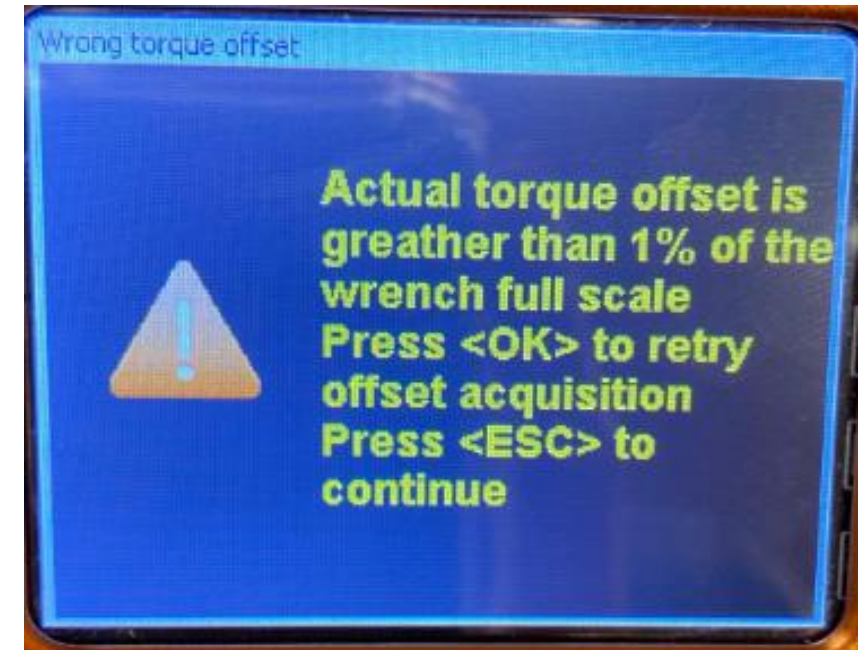 Wrong torque offset
Actual torque offset is
greather than 1% of the
wrench full scale
Press <OK> to retry
offset acquisition
Press <ESC> to
continue